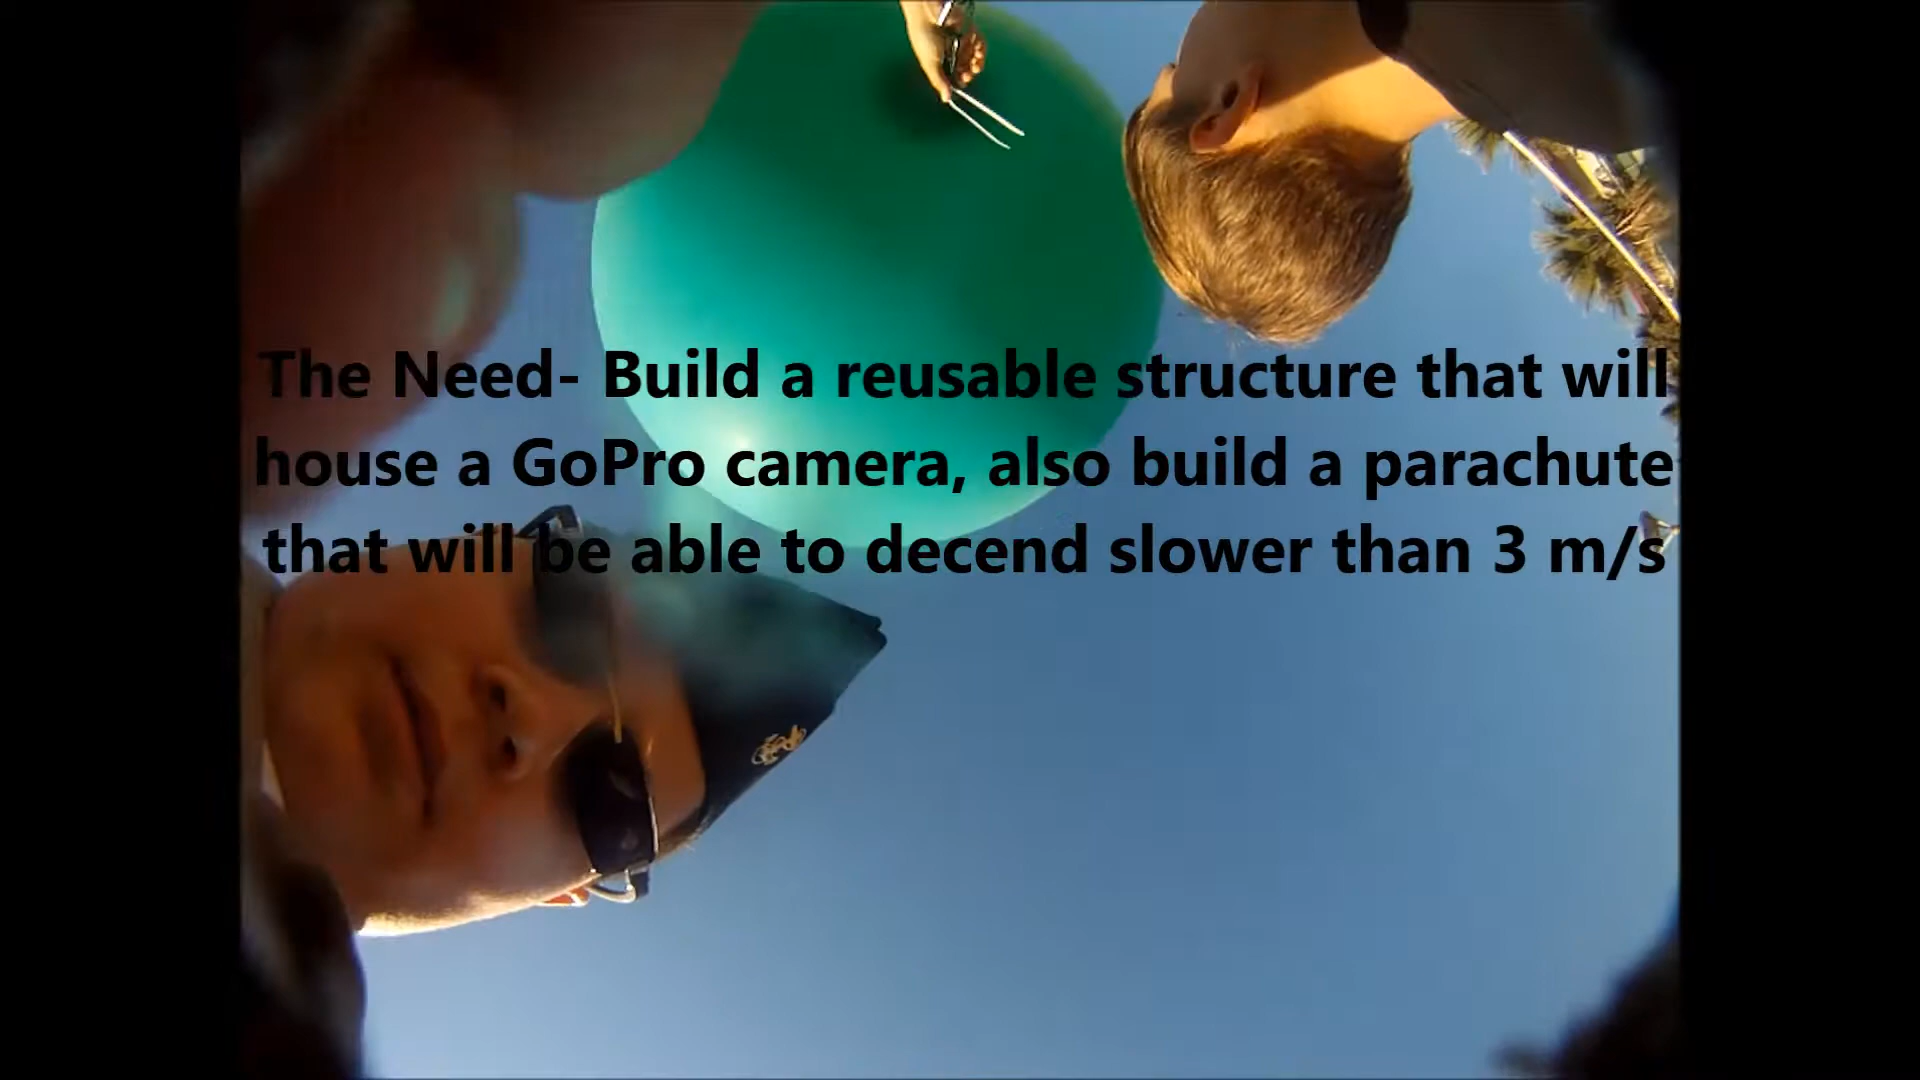 The Need- Build a reusable structure that will
house a GoPro camera, also build a parachute
that will be able to decend slower than 3 m/s